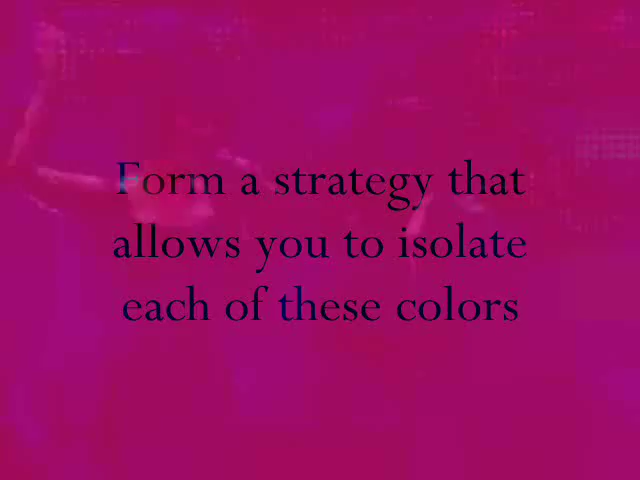 Form a strategy that
allows you to isolate
each of these colors